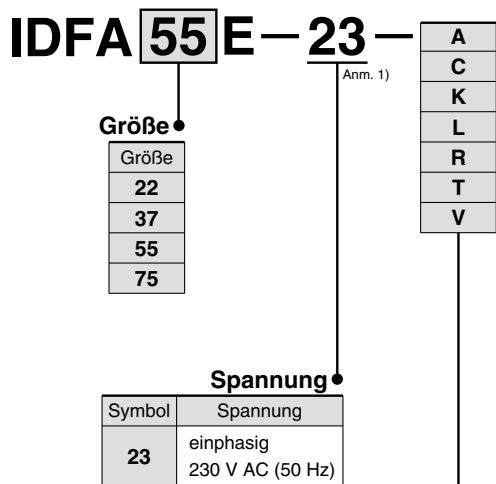 IDFA 55 E — 23 —
Anm. 1)
A
C
K
L
R
T
V
Größe
Größe
22
37
55
75
Spannung
Symbol Spannung
23 einphasig
230 V AC (50 Hz)